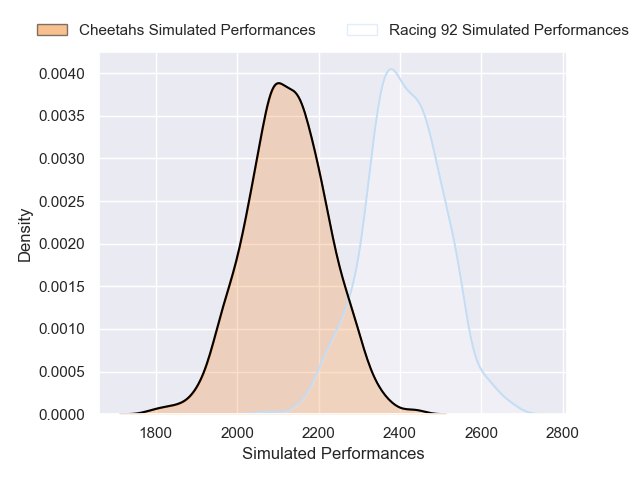 Cheetahs Simulated Performances Racing 92 Simulated Performances
0.0040
0.0035
0.0030
0.0025
0.0020
0.0015
0.0010
0.0005
0.0000
Density
1800 2000 2200 2400 2600 2800
Simulated Performances